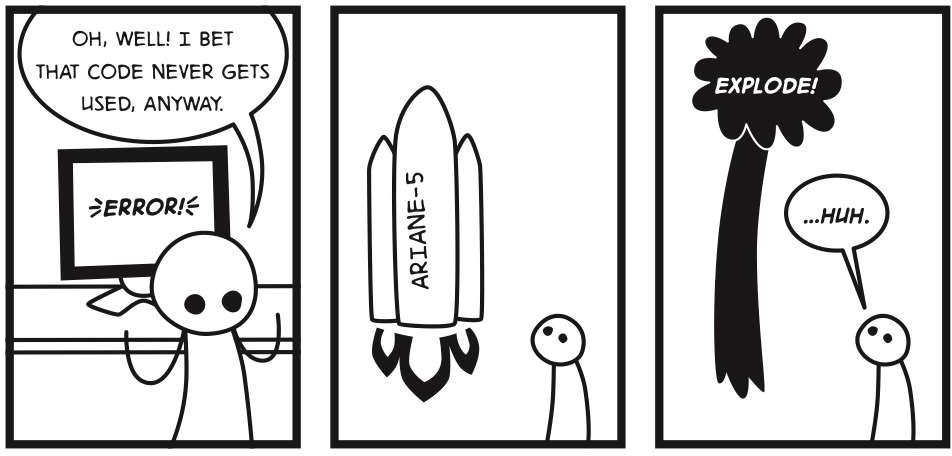 OH, WELL! I BET
THAT CODE NEVER GETS
USED, ANYWAY.
ERROR!
ARIANE-5
EXPLODE!
...HUH.